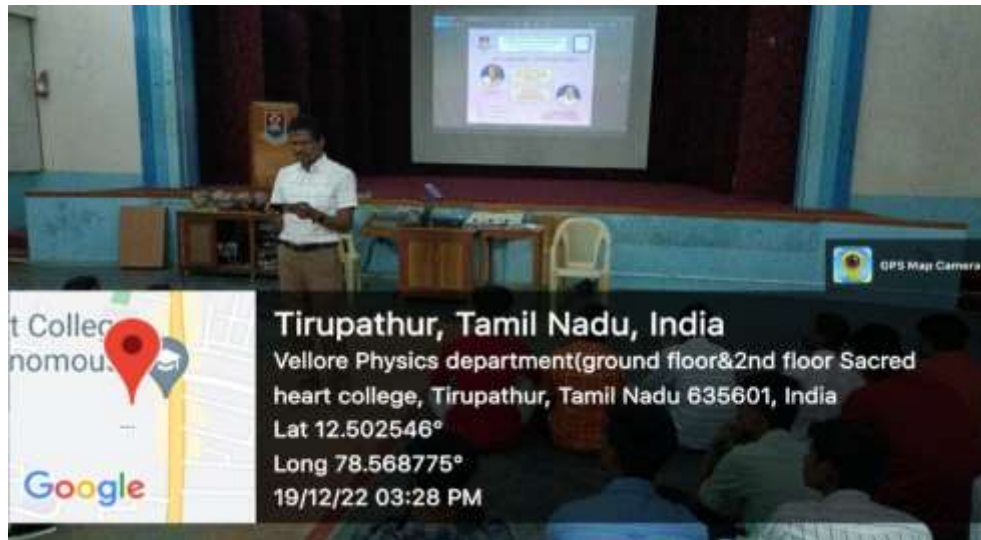 GPS Map Camera
t Colleg
nomou
Google
Tirupathur, Tamil Nadu, India
Vellore Physics department(ground floor&2nd floor Sacred
heart college, Tirupathur, Tamil Nadu 635601, India
Lat 12.502546°
Long 78.568775°
19/12/22 03:28 PM